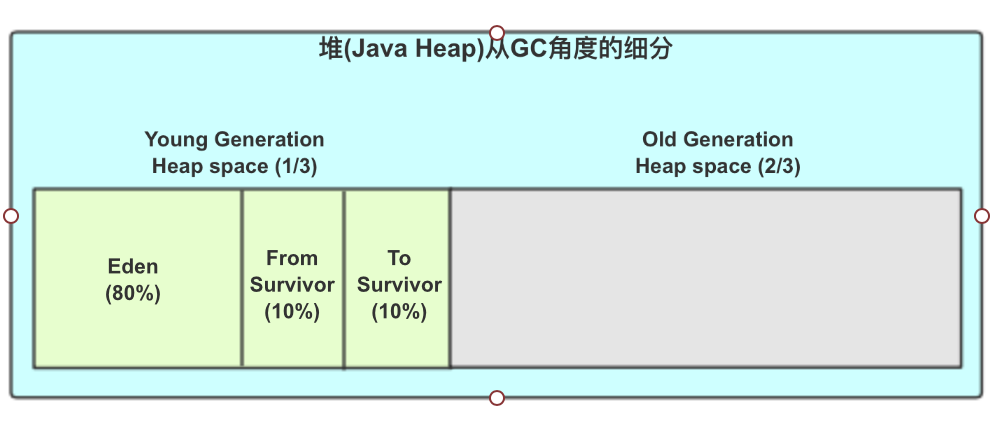 堆(Java Heap)从GC角度的细分
Young Generation
Heap space (1/3)
Old Generation
Heap space (2/3)
Eden
(80%)
From
Survivor
(10%)
To
Survivor
(10%)